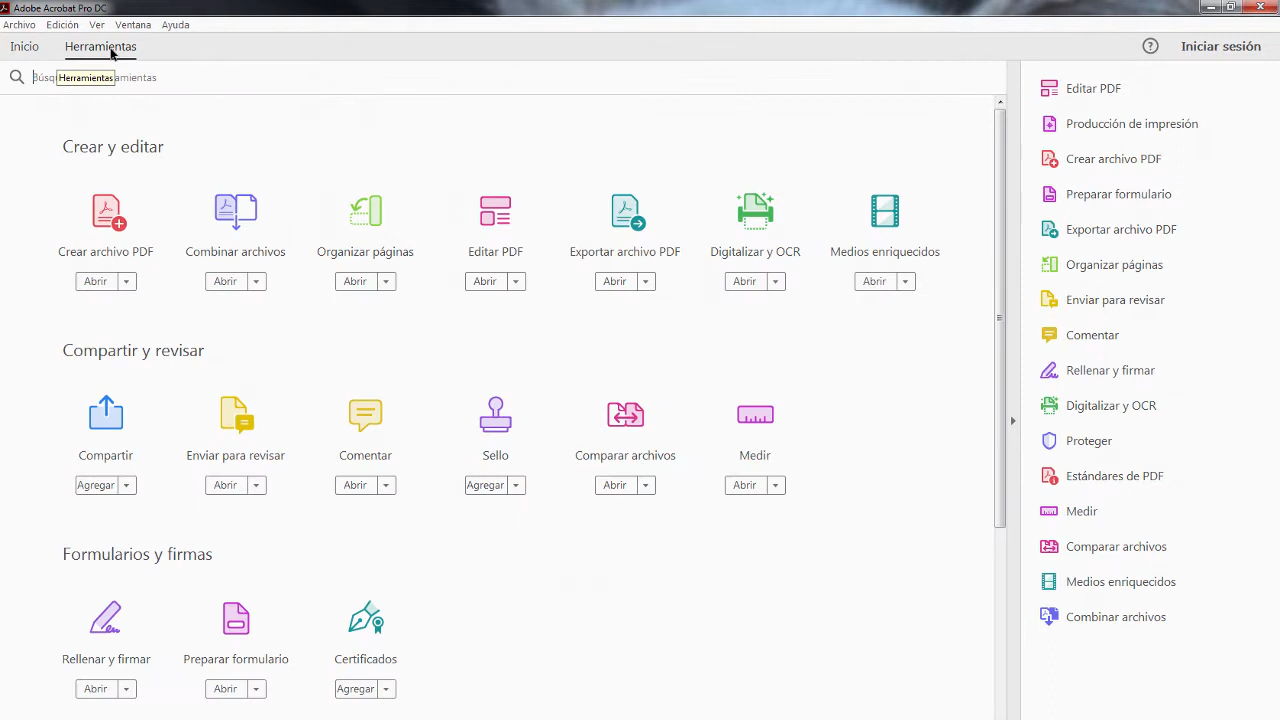 Adobe Acrobat Pro DC
Archivo Edición Ver Ventana Ayuda
Inicio Herramientas Iniciar sesión
Herramientas
Crear y editar
Crear archivo PDF Combinar archivos Organizar páginas Editar PDF Exportar archivo PDF Digitalizar y OCR Medios enriquecidos
Abrir Abrir Abrir Abrir Abrir Abrir Abrir
Compartir y revisar
Compartir Enviar para revisar Comentar Sello Comparar archivos Medir
Agregar Abrir Abrir Agregar Abrir Abrir
Formularios y firmas
Rellenar y firmar Preparar formulario Certificados
Abrir Abrir Agregar
Editar PDF
Producción de impresión
Crear archivo PDF
Preparar formulario
Exportar archivo PDF
Organizar páginas
Enviar para revisar
Comentar
Rellenar y firmar
Digitalizar y OCR
Proteger
Estándares de PDF
Medir
Comparar archivos
Medios enriquecidos
Combinar archivos